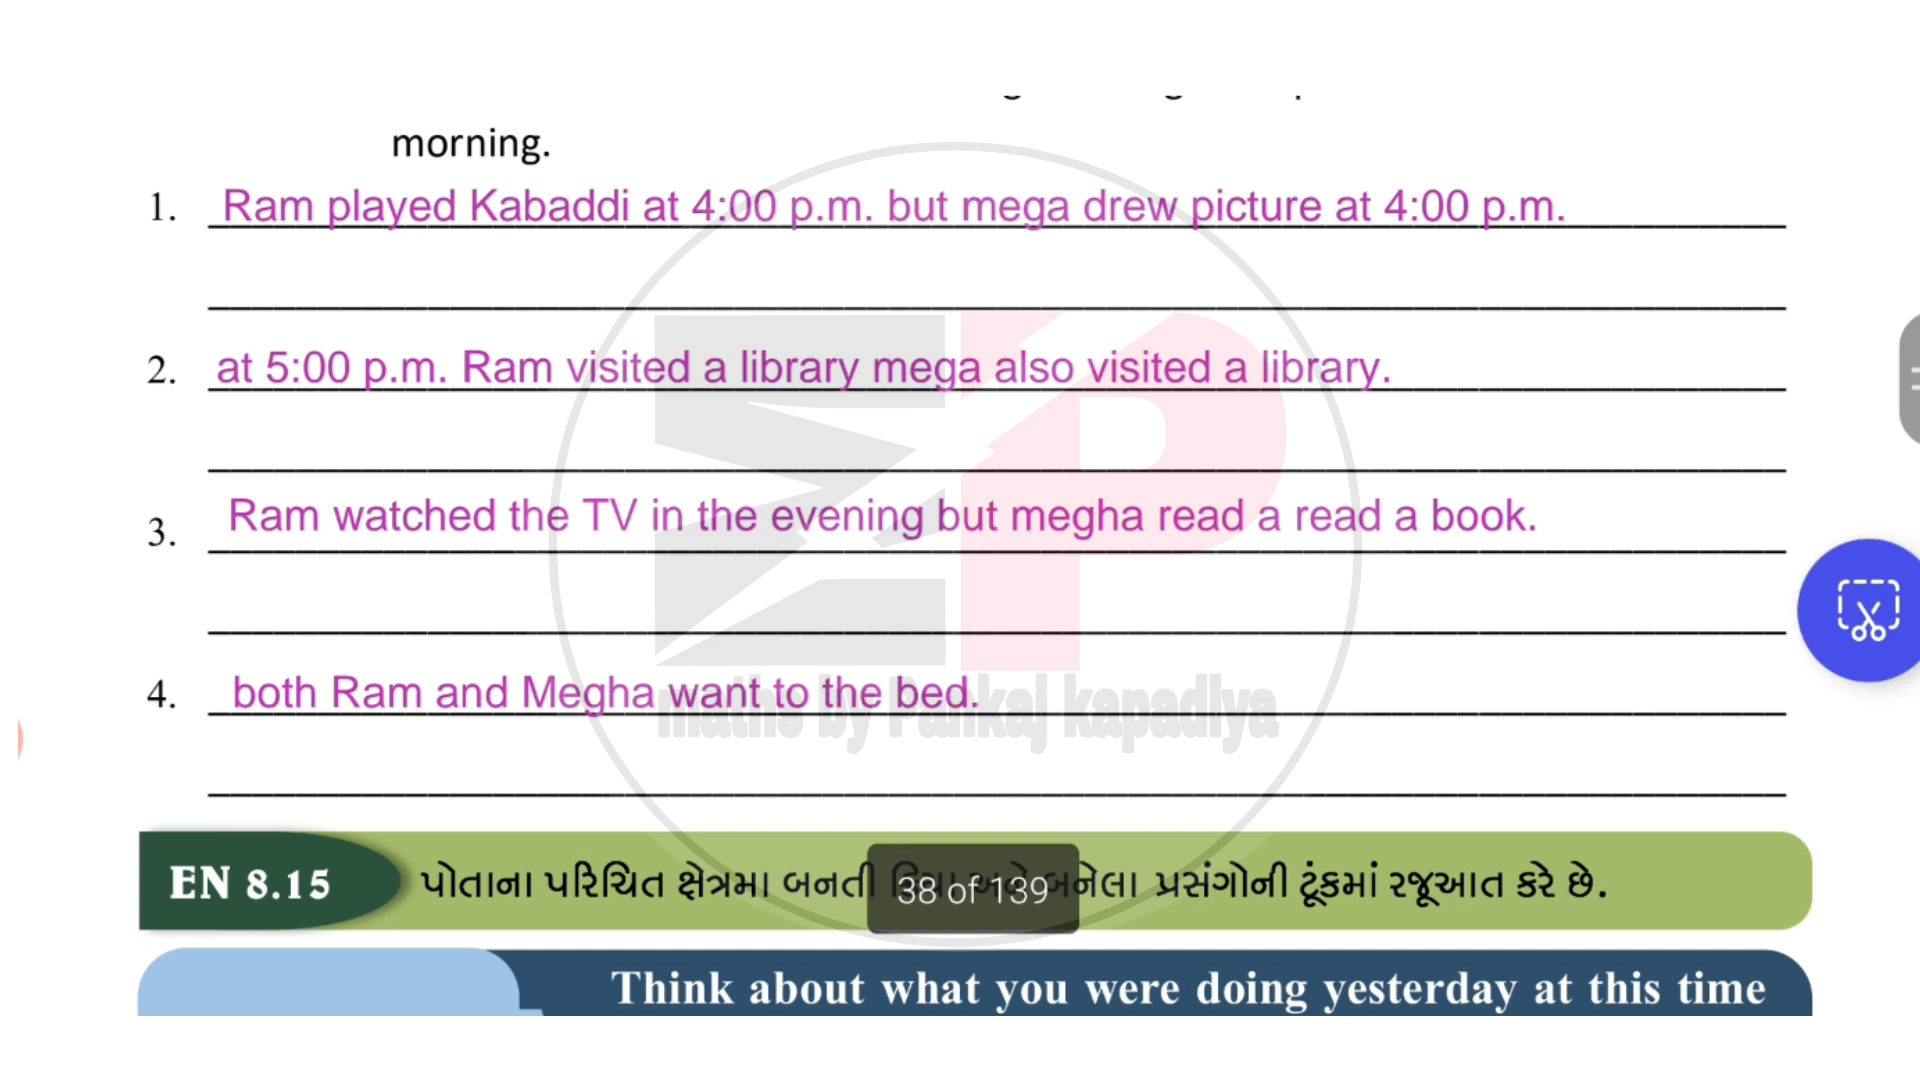 morning.
1. Ram played Kabaddi at 4:00 p.m. but mega drew picture at 4:00 p.m.
2. at 5:00 p.m. Ram visited a library mega also visited a library.
3. Ram watched the TV in the evening but megha read a read a book.
4. both Ram and Megha want to the bed.
maths by Pankaj kapadiya
EN 8.15 પોતાના પરિચિત ક્ષેત્રમાં બનતી બનેલા પ્રસંગોની ટૂંકમાં રજૂઆત કરે છે.
38 of 139
Think about what you were doing yesterday at this time